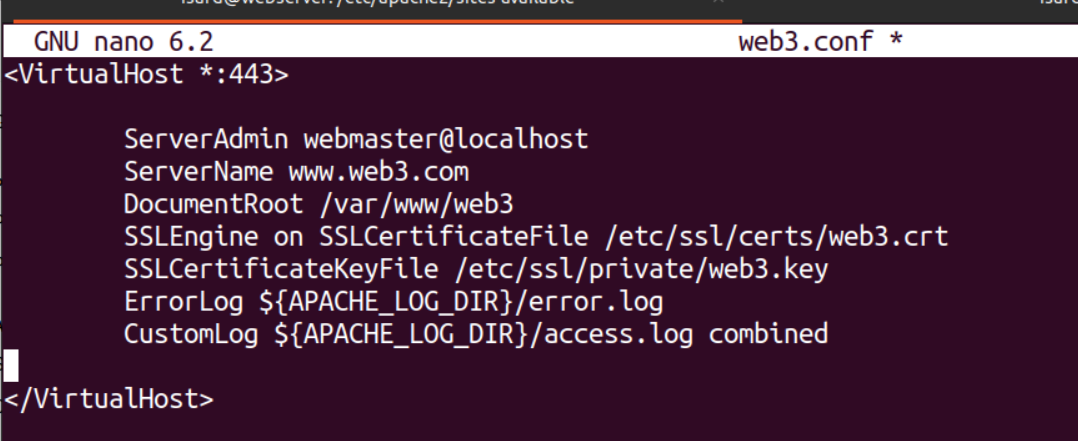 isard@webserver: /etc/apache2/sites-available
GNU nano 6.2 web3.conf *
<VirtualHost *:443>
ServerAdmin webmaster@localhost
ServerName www.web3.com
DocumentRoot /var/www/web3
SSLEngine on SSLCertificateFile /etc/ssl/certs/web3.crt
SSLCertificateKeyFile /etc/ssl/private/web3.key
ErrorLog ${APACHE_LOG_DIR}/error.log
CustomLog ${APACHE_LOG_DIR}/access.log combined
</VirtualHost>